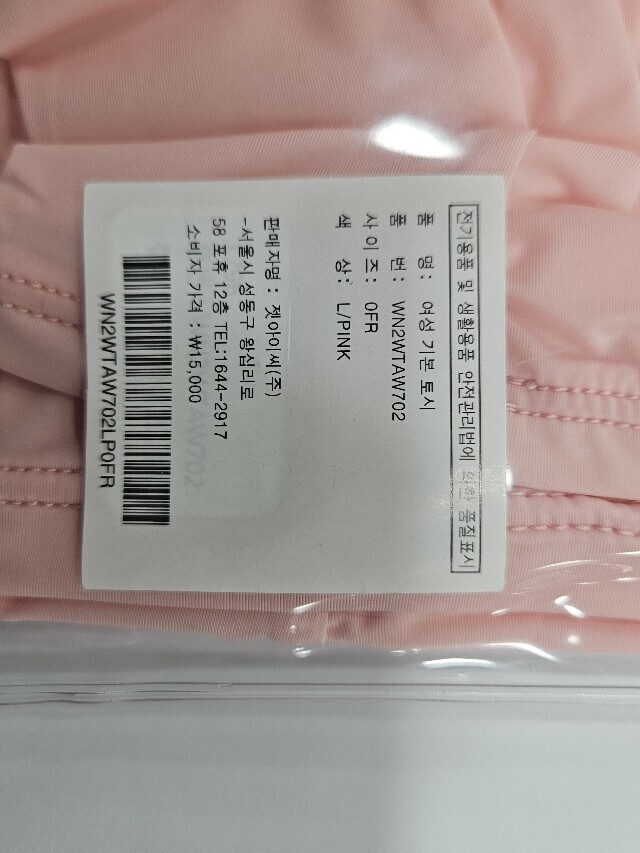 전기용품 및 생활용품 안전관리법에 의한 품질표시
품 명: 여성 기본 토시
품 번: WN2WTAW702
사이즈: 0FR
색 상: L/PINK
판매자명 : 젯아이씨(주)
-서울시 성동구 왕십리로
58 포휴 12층 TEL:1644-2917
소비자 가격 : ₩15,000
AW702
WN2WTAW702LP0FR